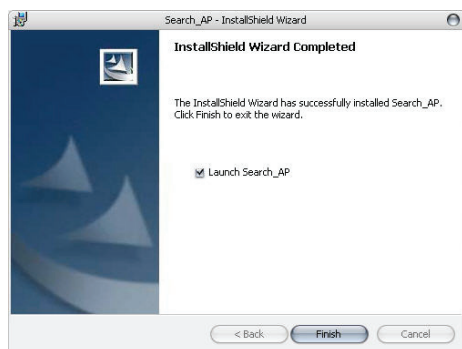 Search_AP - InstallShield Wizard
InstallShield Wizard Completed
The InstallShield Wizard has successfully installed Search_AP.
Click Finish to exit the wizard.
Launch Search_AP
< Back Finish Cancel